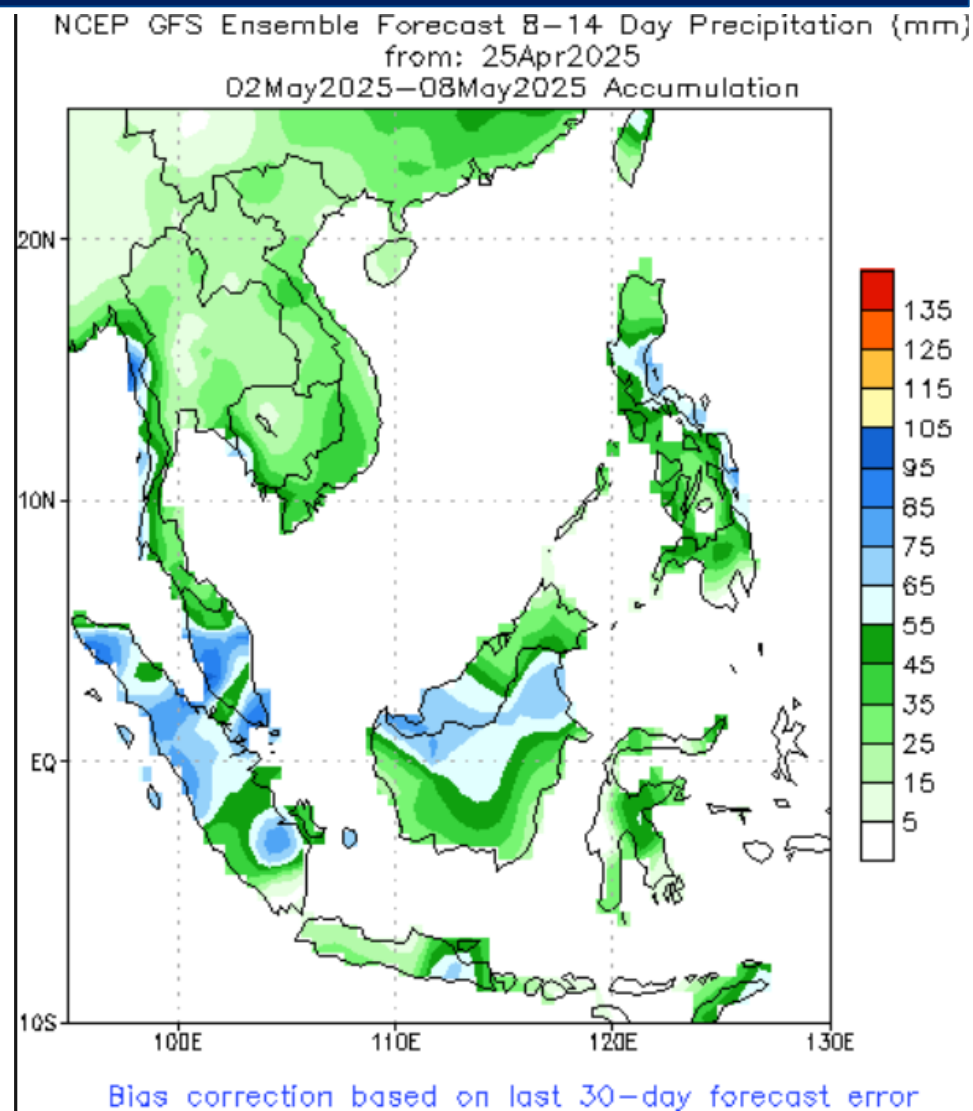 NCEP GFS Ensemble Forecast 8-14 Day Precipitation (mm)
from: 25Apr2025
02May2025-08May2025 Accumulation
20N
10N
EQ
10S
100E 110E 120E 130E
135
125
115
105
95
85
75
65
55
45
35
25
15
5
Bias correction based on last 30-day forecast error